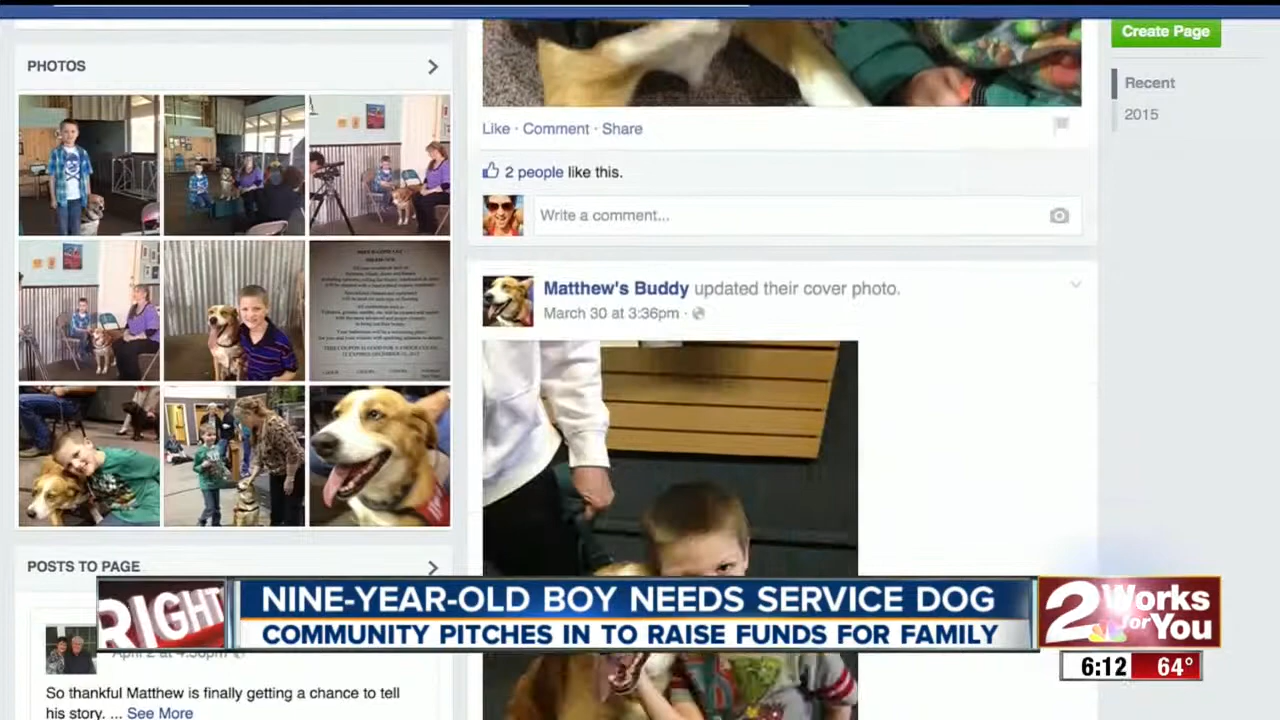 PHOTOS
Create Page
Recent
2015
Like · Comment · Share
2 people like this.
Write a comment...
Matthew's Buddy updated their cover photo.
March 30 at 3:36pm
POSTS TO PAGE
So thankful Matthew is finally getting a chance to tell
his story. ... See More
RIGHT
NINE-YEAR-OLD BOY NEEDS SERVICE DOG
COMMUNITY PITCHES IN TO RAISE FUNDS FOR FAMILY
2 Works
for You
6:12 64°